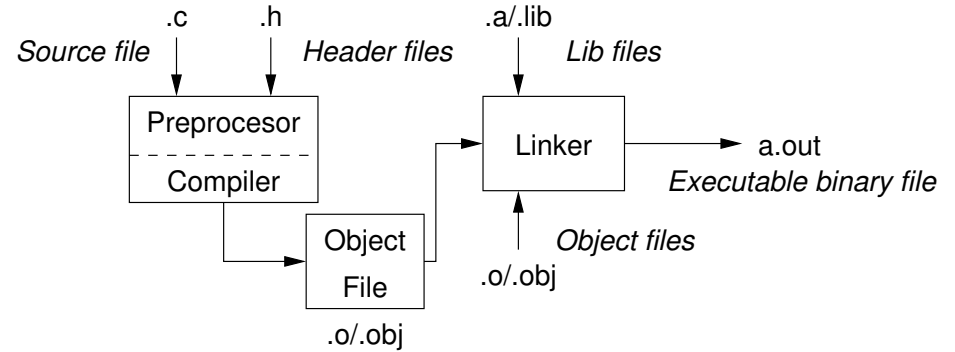 .c
.h
.a/.lib
Source file
Header files
Lib files
Preprocesor
Compiler
Linker
a.out
Executable binary file
Object
File
.o/.obj
Object files
.o/.obj